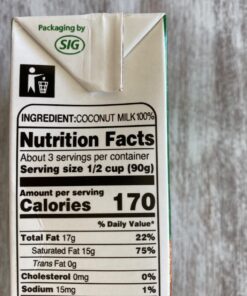 Packaging by
SIG
INGREDIENT:COCONUT MILK100%
Nutrition Facts
About 3 servings per container
Serving size 1/2 cup (90g)
Amount per serving
Calories 170
% Daily Value*
Total Fat 17g 22%
Saturated Fat 15g 75%
Trans Fat 0g
Cholesterol 0mg 0%
Sodium 15mg 1%